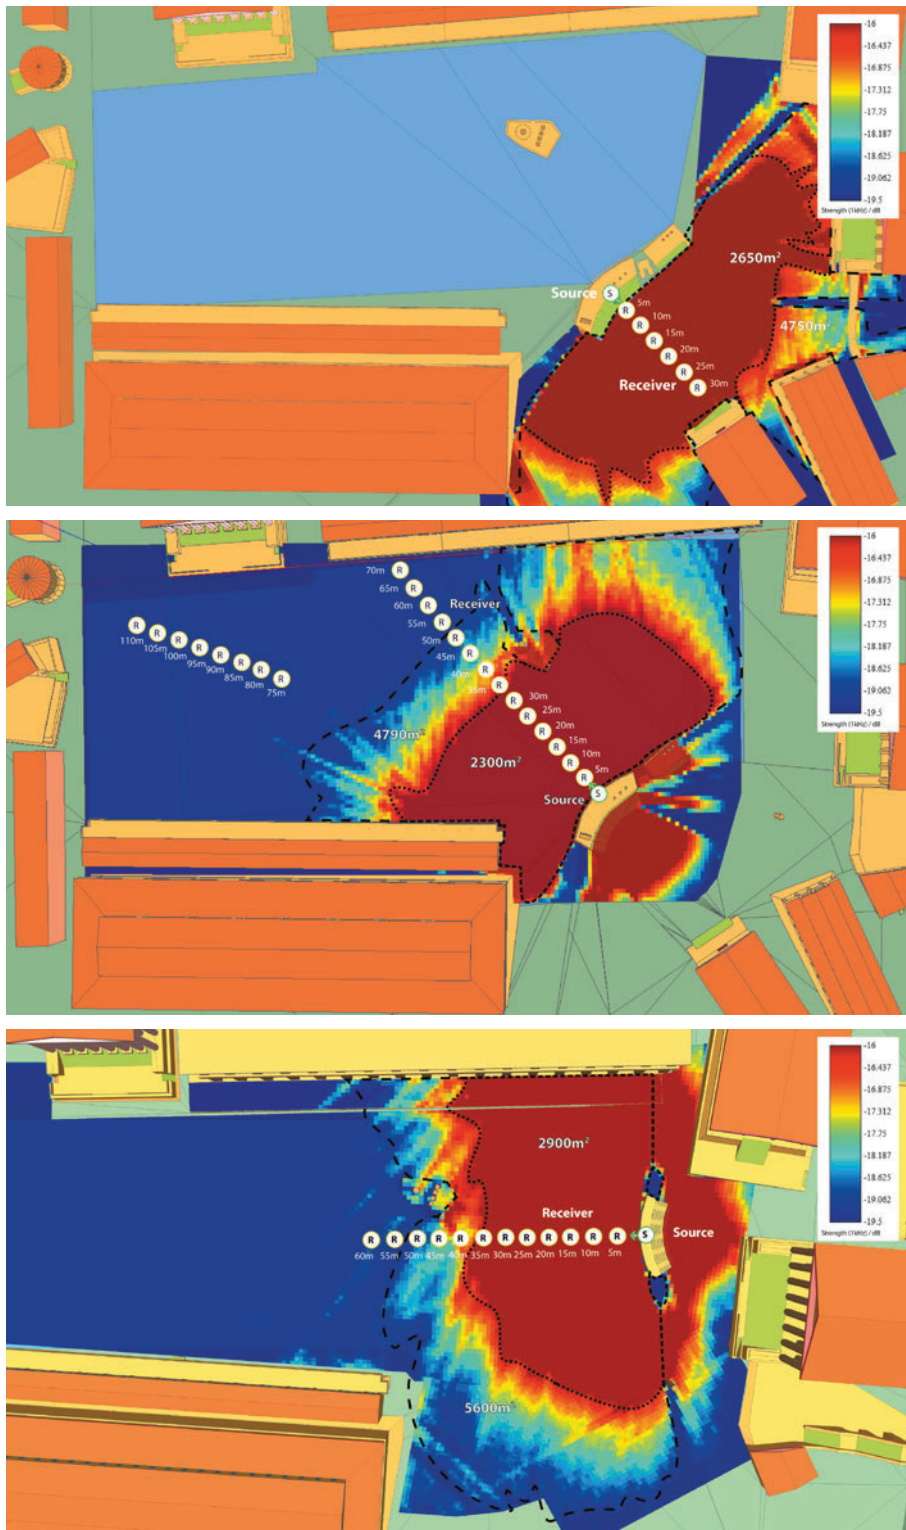 -16
-16.437
-16.875
-17.312
-17.75
-18.187
-18.625
-19.062
-19.5
Strength (1kHz) / dB
2650m²
Source S
R 5m
R 10m
4750m²
R 15m
R 20m
R 25m
Receiver R 30m
-16
-16.437
-16.875
-17.312
-17.75
-18.187
-18.625
-19.062
-19.5
Strength (1kHz) / dB
70m R
65m R
60m R Receiver
55m R
50m R
45m R
40m R
35m R
R R R R R R R R
110m 105m 100m 95m 90m 85m 80m 75m
R 30m
R 25m
R 20m
4790m²
R 15m
2300m² R 10m
R 5m
Source S
-16
-16.437
-16.875
-17.312
-17.75
-18.187
-18.625
-19.062
-19.5
Strength (1kHz) / dB
2900m²
Receiver
R R R R R R R R R R R R S Source
60m 55m 50m 45m 40m 35m 30m 25m 20m 15m 10m 5m
5600m²